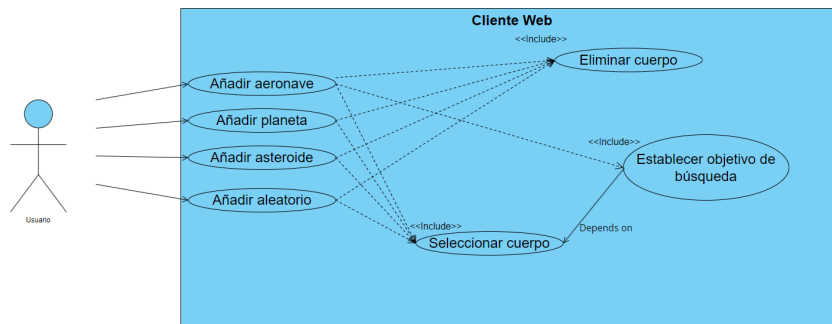 Cliente Web
<<Include>>
Eliminar cuerpo
Añadir aeronave
Añadir planeta
<<Include>>
Añadir asteroide
Establecer objetivo de
búsqueda
Añadir aleatorio
Usuario
<<Include>>
Depends on
Seleccionar cuerpo